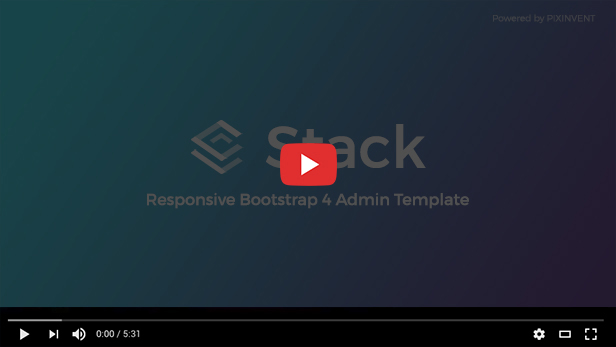 Powered by PIXINVENT
Stack
Responsive Bootstrap 4 Admin Template
0:00 / 5:31